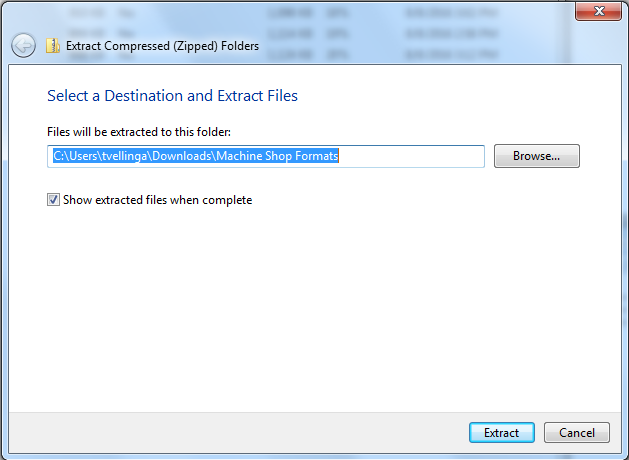 Extract Compressed (Zipped) Folders
Select a Destination and Extract Files
Files will be extracted to this folder:
C:\Users\tvellinga\Downloads\Machine Shop Formats
Browse...
Show extracted files when complete
Extract
Cancel